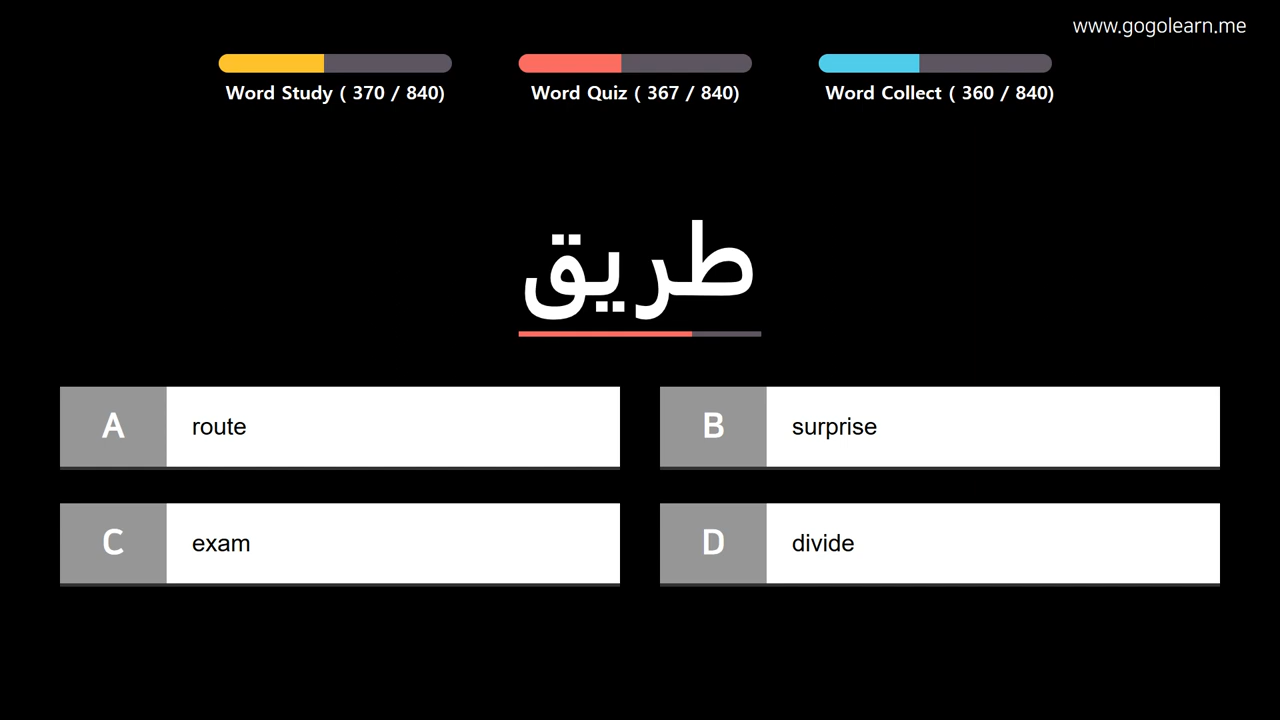 www.gogolearn.me
Word Study ( 370 / 840)
Word Quiz ( 367 / 840)
Word Collect ( 360 / 840)
طريق
A route
B surprise
C exam
D divide